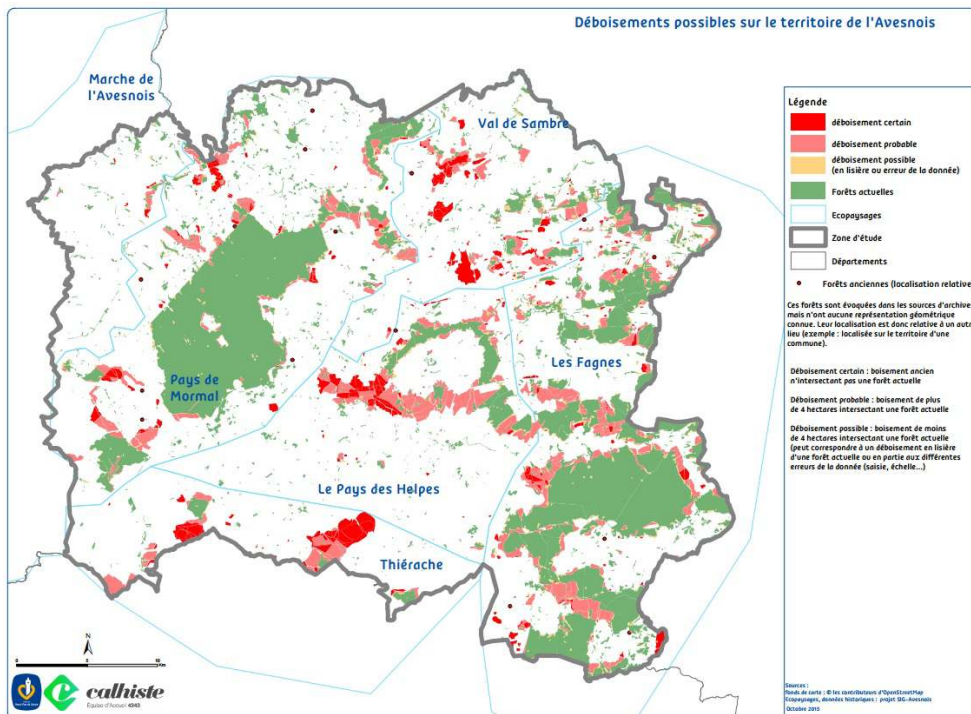 Déboisements possibles sur le territoire de l'Avesnois
Marche de
l'Avesnois
Val de Sambre
Les Fagnes
Pays de
Mormal
Le Pays des Helpes
Thiérache
Légende
déboisement certain
déboisement probable
déboisement possible
(en lisière ou erreur de la donnée)
Forêts actuelles
Ecopaysages
Zone d'étude
Départements
Forêts anciennes (localisation relative
Ces forêts sont évoquées dans les sources d'archive
mais n'ont aucune représentation géométrique
connue. Leur localisation est donc relative à un aut
lieu (exemple : localisée sur le territoire d'une
commune).
Déboisement certain : boisement ancien
n'intersectant pas une forêt actuelle
Déboisement probable : boisement de plus
de 4 hectares intersectant une forêt actuelle
Déboisement possible : boisement de moins
de 4 hectares intersectant une forêt actuelle
(peut correspondre à un déboisement en lisière
d'une forêt actuelle ou en partie aux différentes
erreurs de la donnée (saisie, échelle...)
N
0 5 10
Km
calhiste
Équipe d'Accueil 4343
Sources :
Fonds de carte : © les contributeurs d'OpenStreetMap
Ecopaysages, données historiques : projet SIG-Avesnois
Octobre 2015